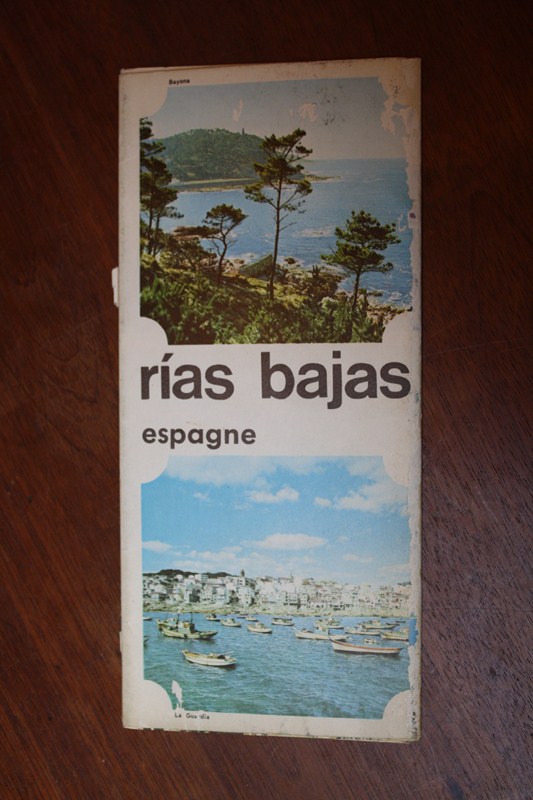 Bayona
rías bajas
espagne
La Guardia